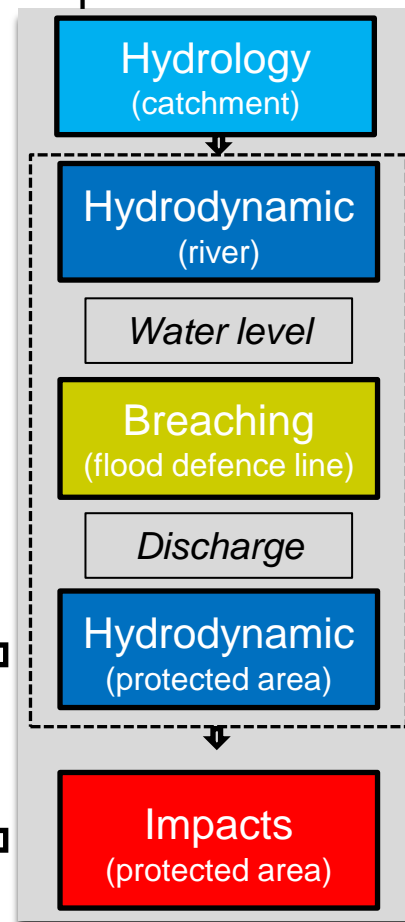 Hydrology
(catchment)
Hydrodynamic
(river)
Water level
Breaching
(flood defence line)
Discharge
Hydrodynamic
(protected area)
Impacts
(protected area)